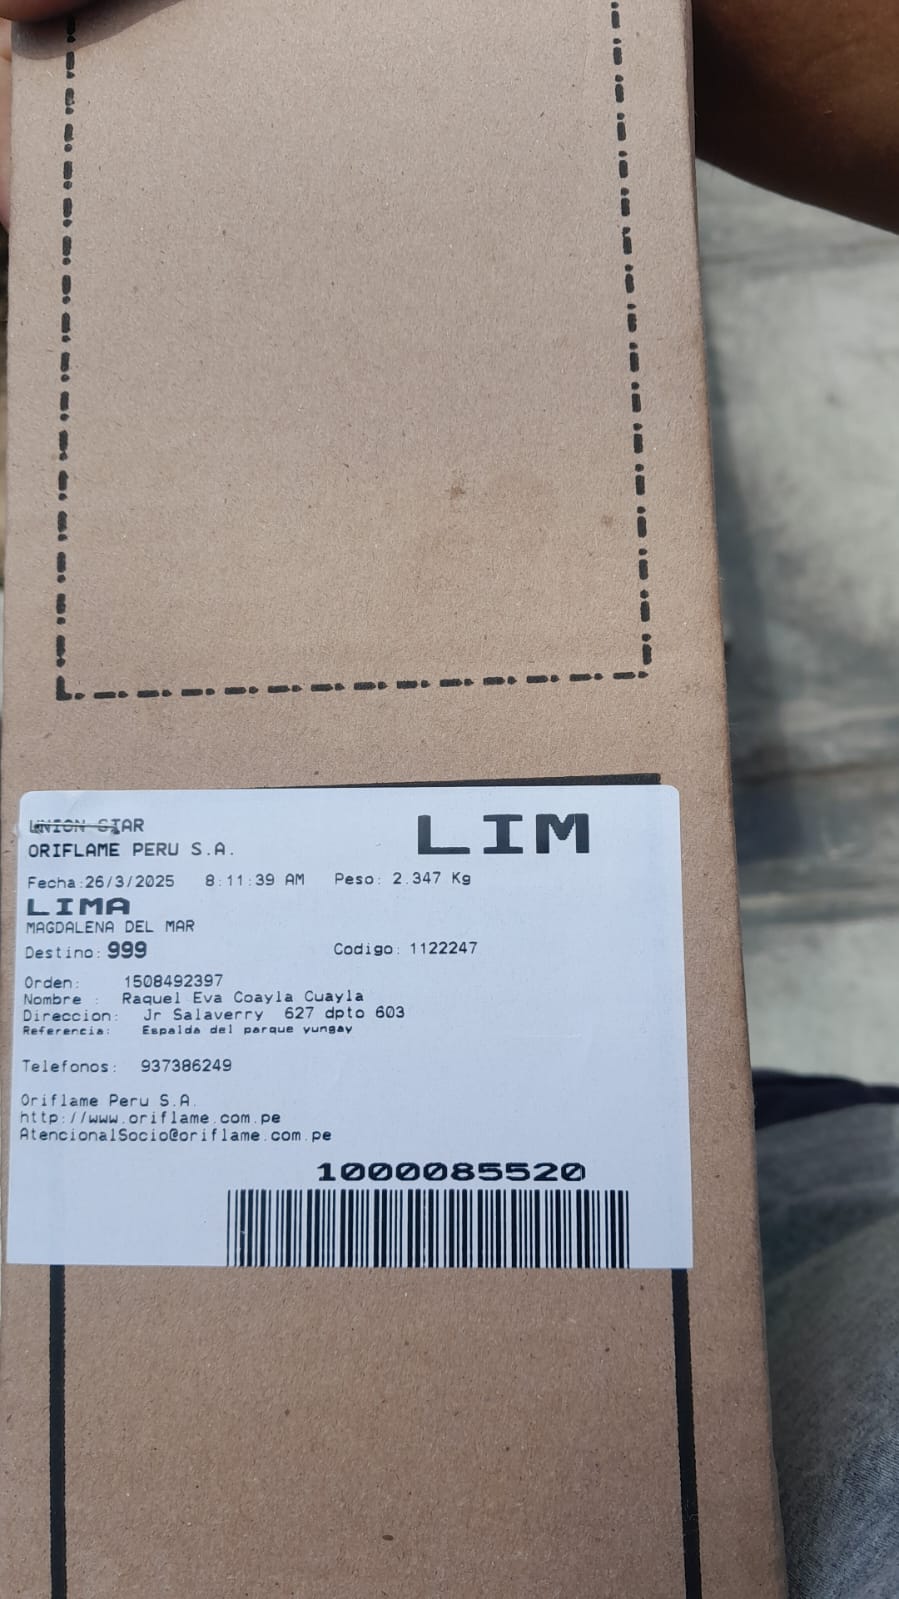 UNION STAR
LIM
ORIFLAME PERU S.A.
Fecha:26/3/2025 8:11:39 AM Peso: 2.347 Kg
LIMA
MAGDALENA DEL MAR
Destino: 999 Codigo: 1122247
Orden: 1508492397
Nombre : Raquel Eva Coayla Cuayla
Direccion: Jr Salaverry 627 dpto 603
Referencia: Espalda del parque yungay
Telefonos: 937386249
Oriflame Peru S.A.
http://www.oriflame.com.pe
AtencionalSocio@oriflame.com.pe
1000085520